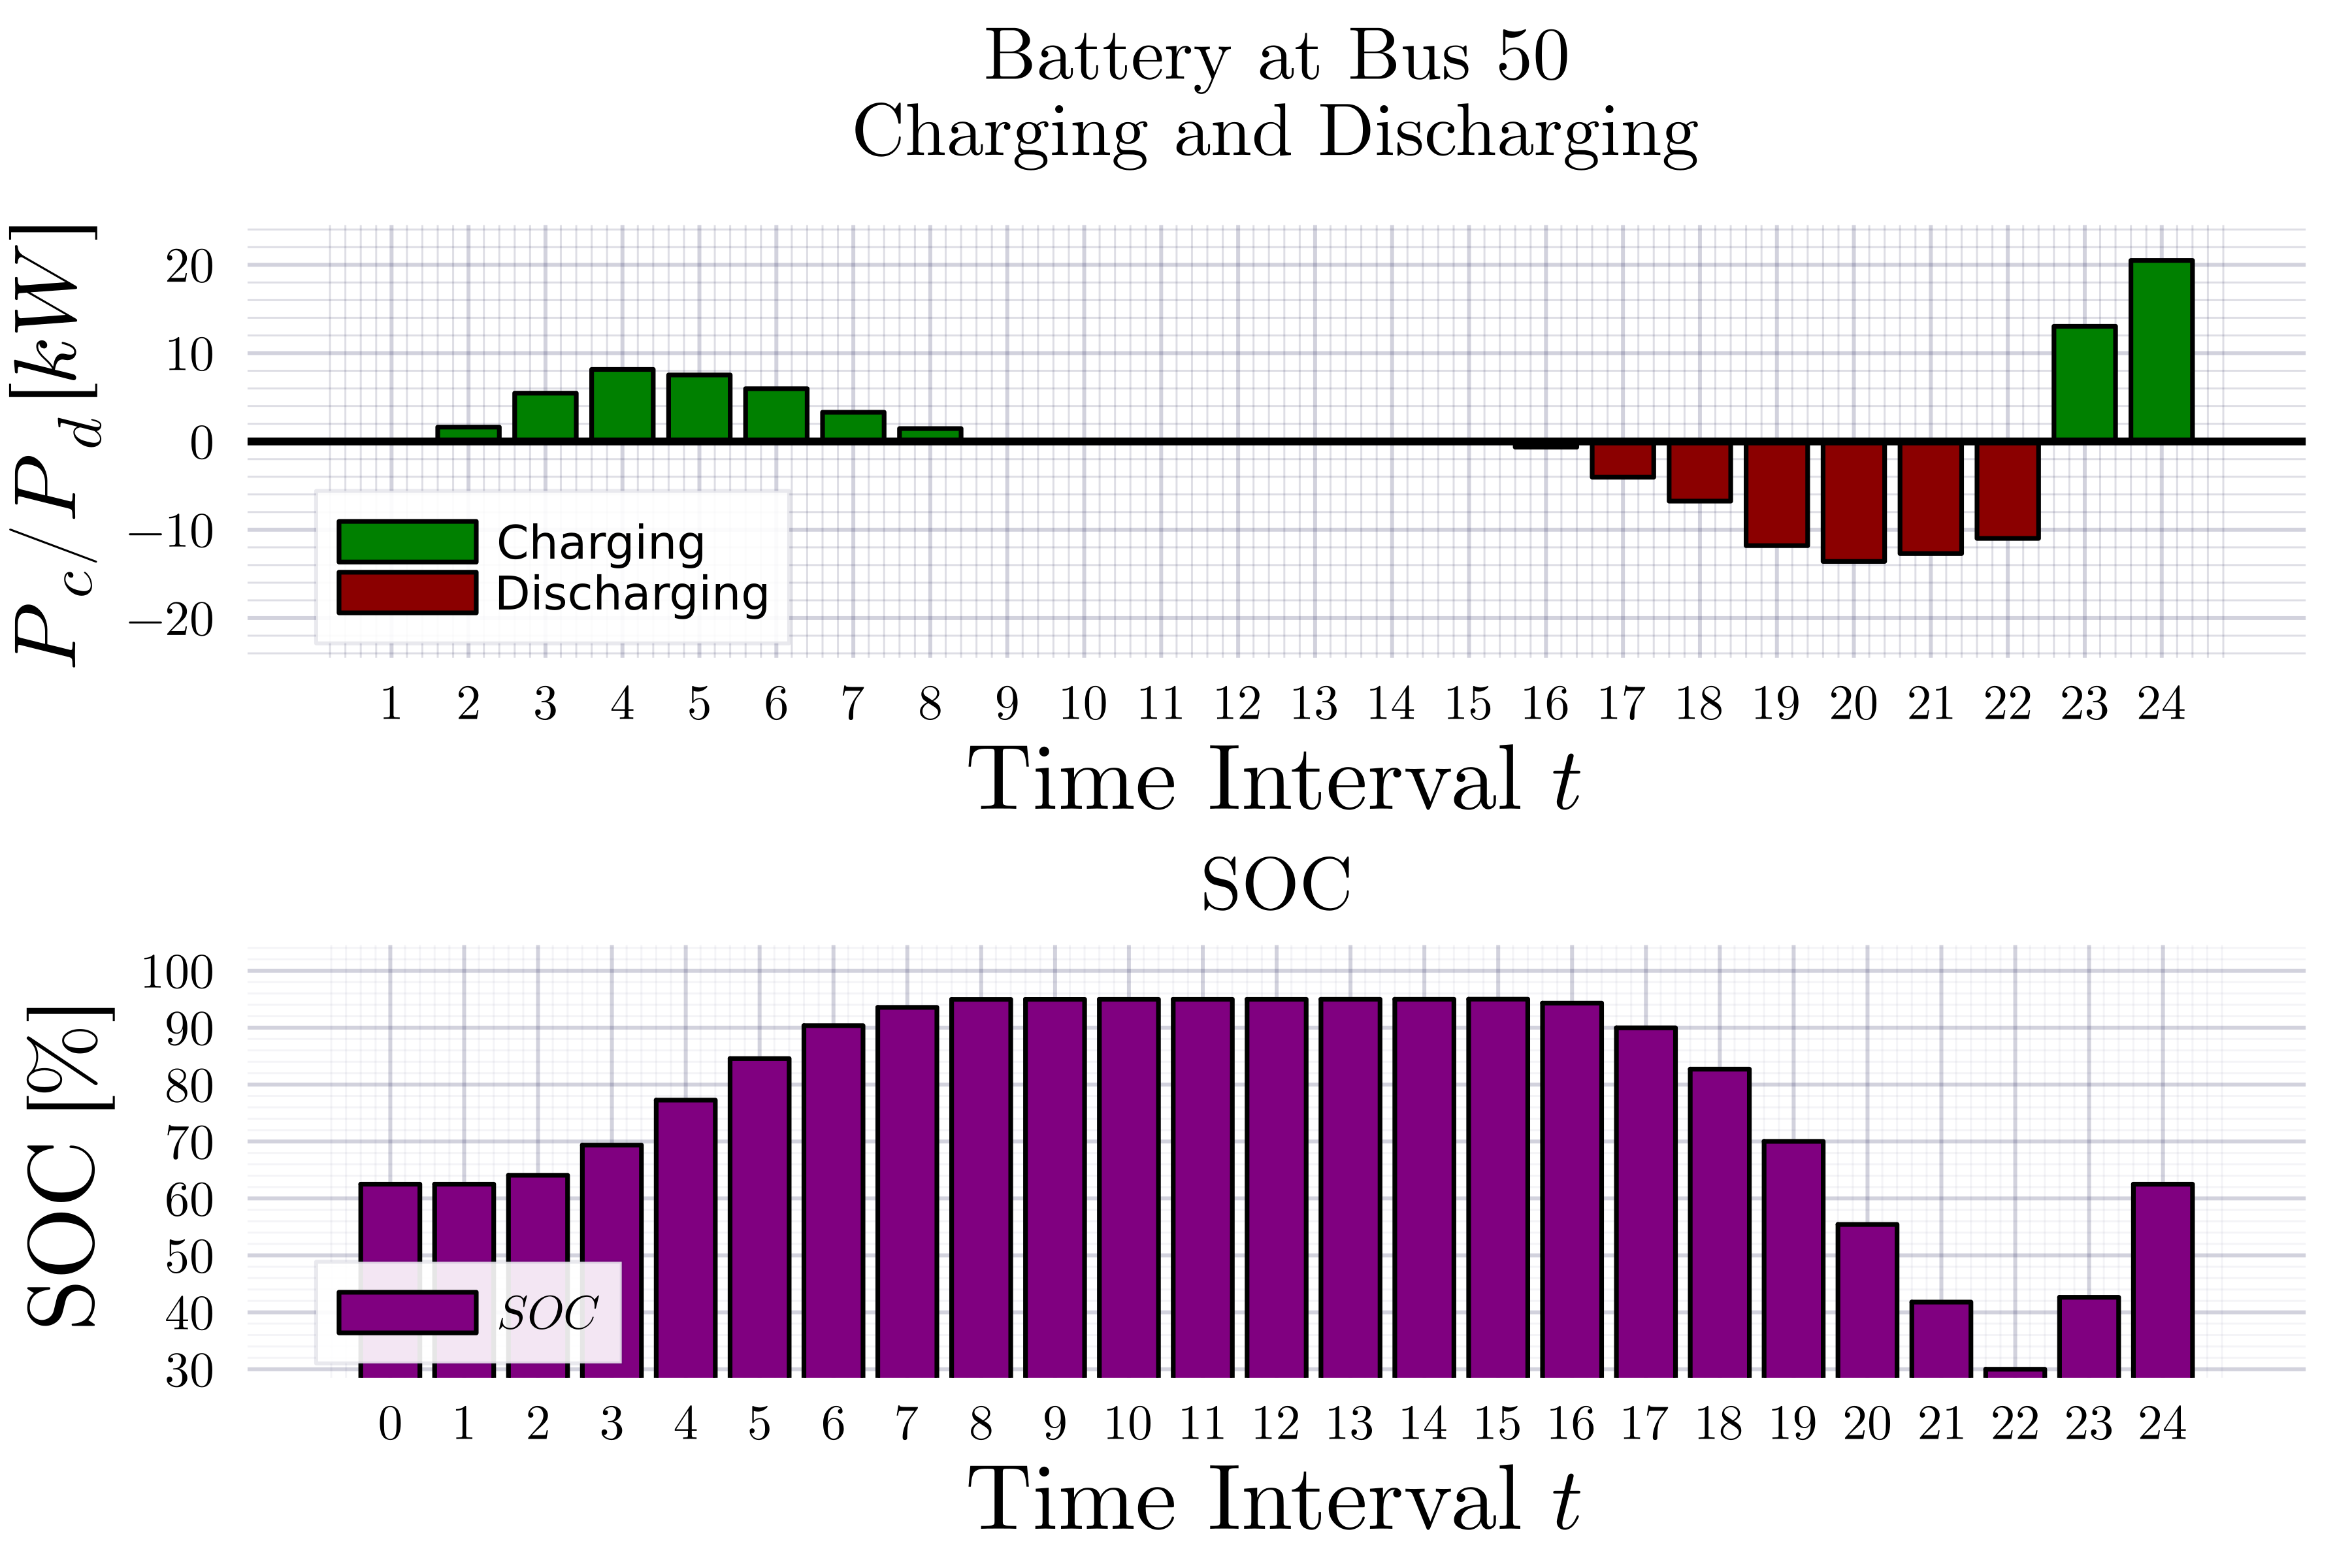 Battery at Bus 50
Charging and Discharging
P_c/P_d [kW]
20
10
0
−10
−20
Charging
Discharging
1 2 3 4 5 6 7 8 9 10 11 12 13 14 15 16 17 18 19 20 21 22 23 24
Time Interval t
SOC
SOC [%]
100
90
80
70
60
50
40
30
SOC
0 1 2 3 4 5 6 7 8 9 10 11 12 13 14 15 16 17 18 19 20 21 22 23 24
Time Interval t